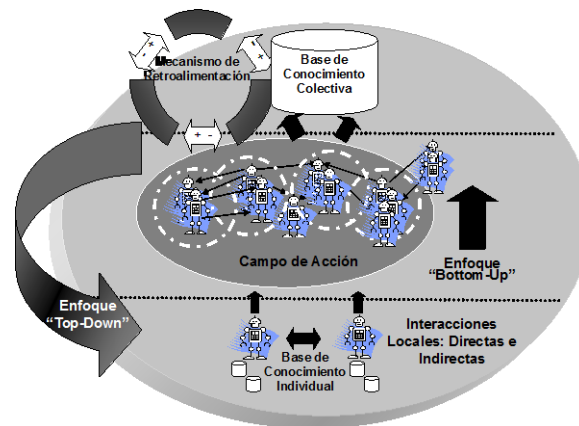 Mecanismo de
Retroalimentación
+ -
+ -
+ -
Base de
Conocimiento
Colectiva
Campo de Acción
Enfoque
“Bottom-Up”
Enfoque
“Top-Down”
Base de
Conocimiento
Individual
Interacciones
Locales: Directas e
Indirectas